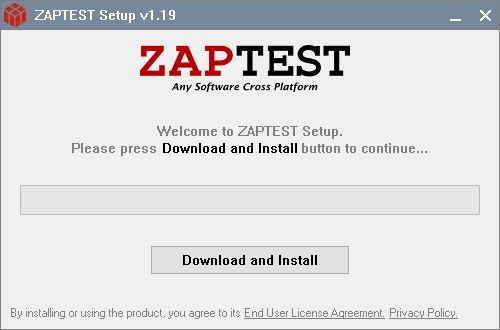 ZAPTEST Setup v1.19
ZAPTEST
Any Software Cross Platform
Welcome to ZAPTEST Setup.
Please press Download and Install button to continue...
Download and Install
By installing or using the product, you agree to its End User License Agreement. Privacy Policy.